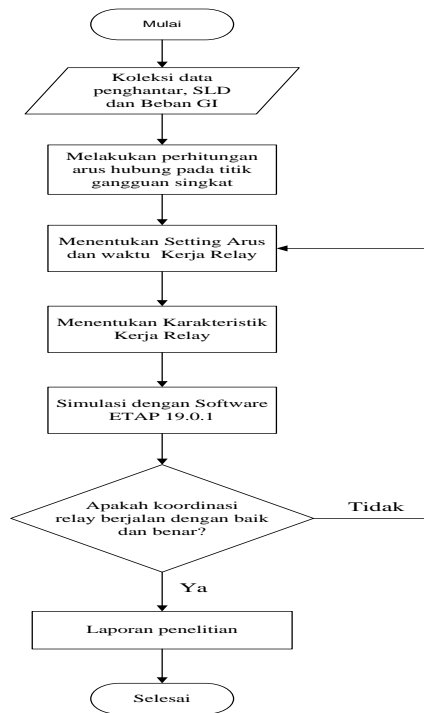 Mulai
Koleksi data
penghantar, SLD
dan Beban GI
Melakukan perhitungan
arus hubung pada titik
gangguan singkat
Menentukan Setting Arus
dan waktu Kerja Relay
Menentukan Karakteristik
Kerja Relay
Simulasi dengan Software
ETAP 19.0.1
Apakah koordinasi
relay berjalan dengan baik
dan benar?
Tidak
Ya
Laporan penelitian
Selesai